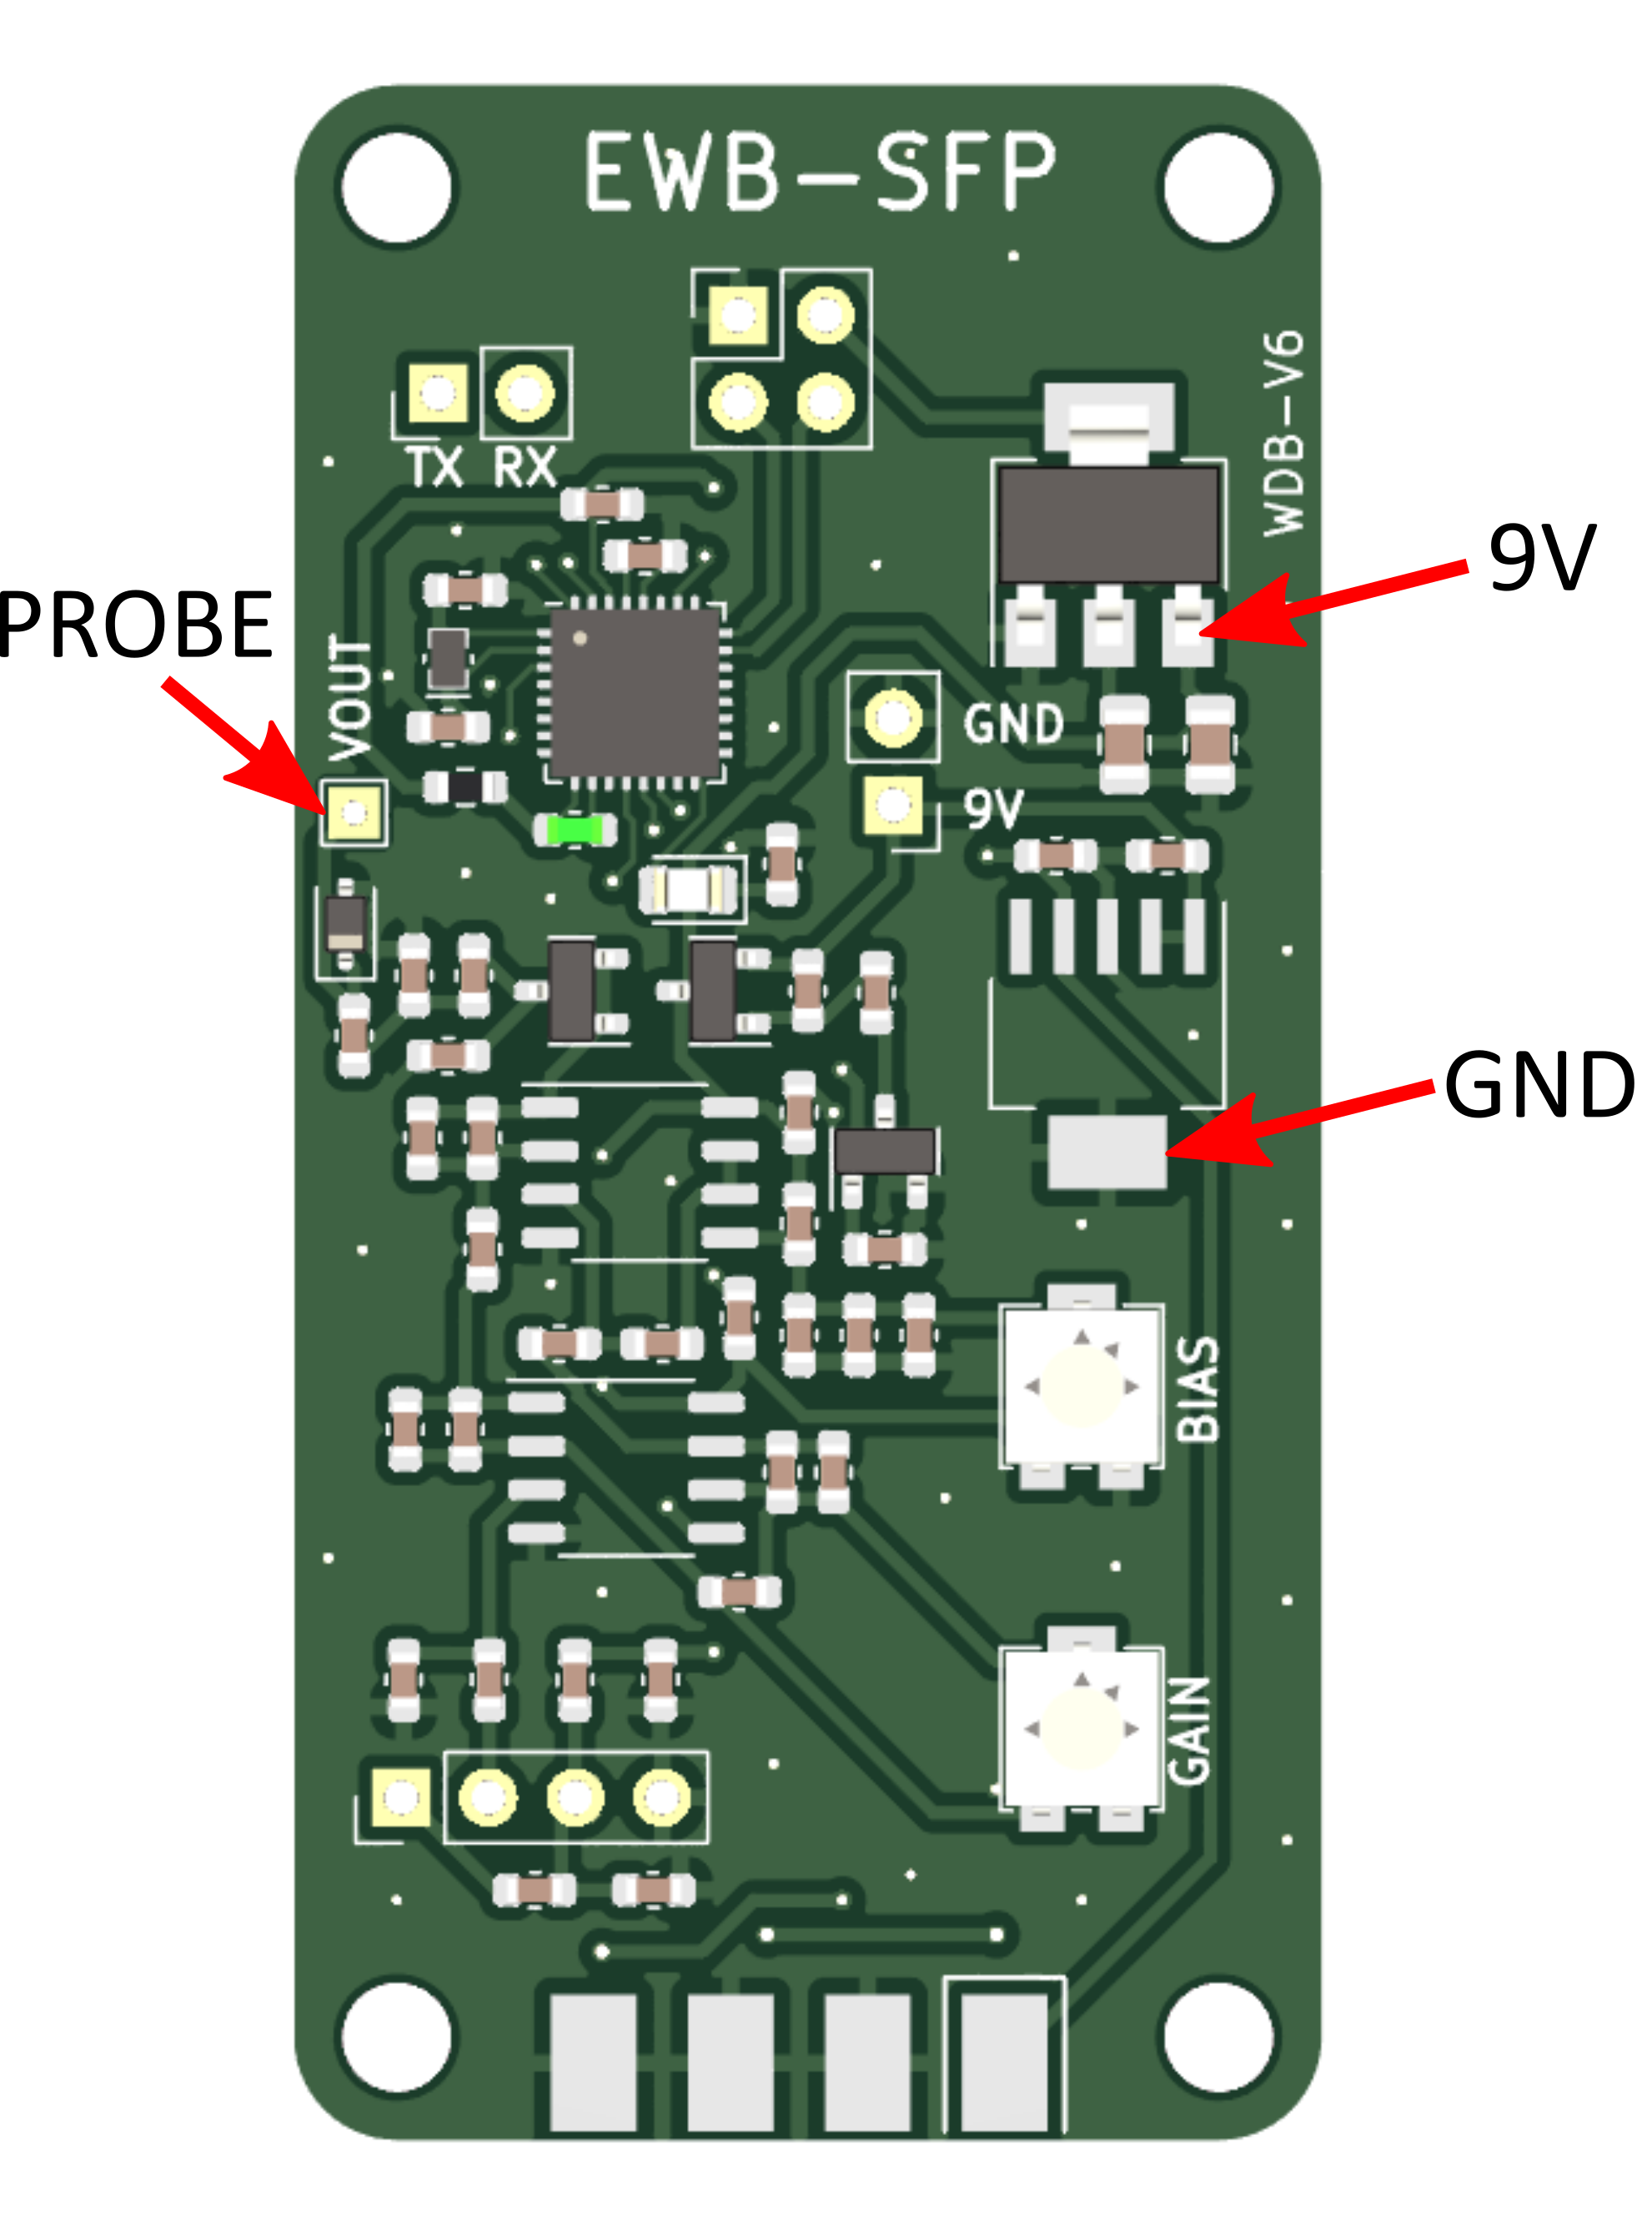 EWB-SFP
WDB-V6
TX RX
9V
PROBE
VOUT
GND
9V
GND
BIAS
GAIN